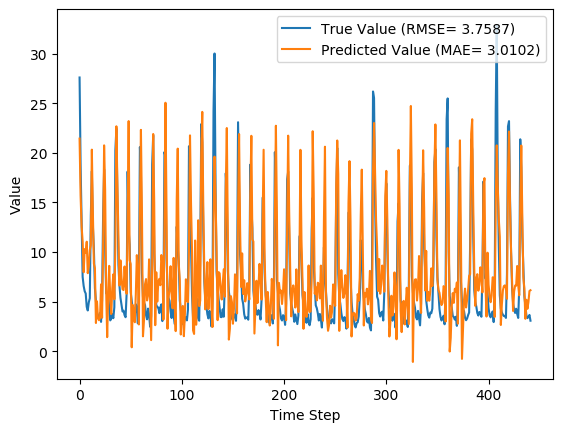 True Value (RMSE= 3.7587)
Predicted Value (MAE= 3.0102)
30
25
20
15
10
5
0
Value
0 100 200 300 400
Time Step